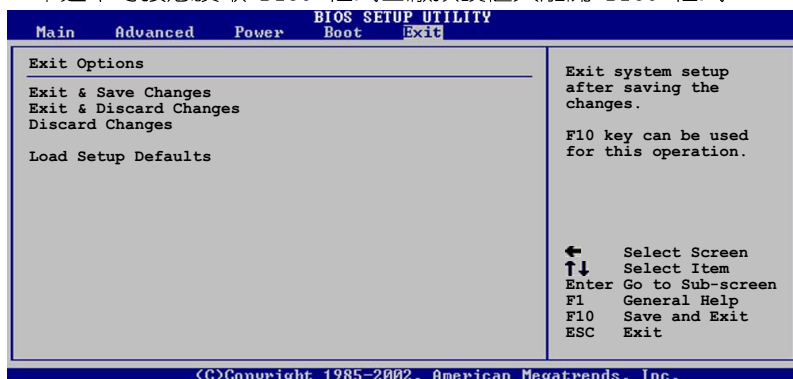 BIOS SETUP UTILITY
Main Advanced Power Boot Exit
Exit Options
Exit & Save Changes
Exit & Discard Changes
Discard Changes
Load Setup Defaults
Exit system setup
after saving the
changes.
F10 key can be used
for this operation.
← Select Screen
↑↓ Select Item
Enter Go to Sub-screen
F1 General Help
F10 Save and Exit
ESC Exit
(C)Copyright 1985-2002, American Megatrends, Inc.